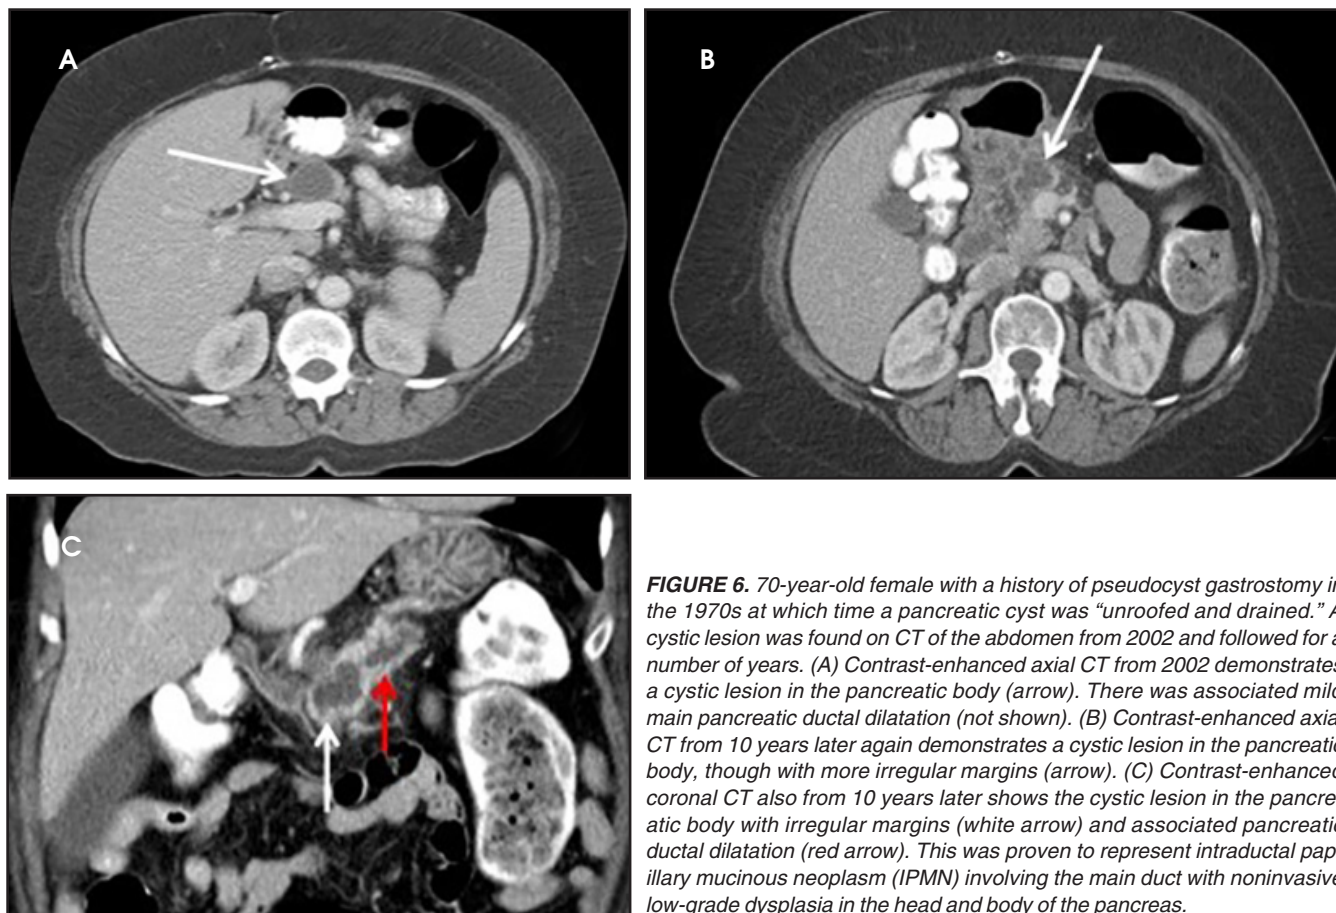 A
B
C
FIGURE 6. 70-year-old female with a history of pseudocyst gastrostomy in
the 1970s at which time a pancreatic cyst was “unroofed and drained.” A
cystic lesion was found on CT of the abdomen from 2002 and followed for a
number of years. (A) Contrast-enhanced axial CT from 2002 demonstrates
a cystic lesion in the pancreatic body (arrow). There was associated mild
main pancreatic ductal dilatation (not shown). (B) Contrast-enhanced axial
CT from 10 years later again demonstrates a cystic lesion in the pancreatic
body, though with more irregular margins (arrow). (C) Contrast-enhanced
coronal CT also from 10 years later shows the cystic lesion in the pancre-
atic body with irregular margins (white arrow) and associated pancreatic
ductal dilatation (red arrow). This was proven to represent intraductal pap-
illary mucinous neoplasm (IPMN) involving the main duct with noninvasive
low-grade dysplasia in the head and body of the pancreas.